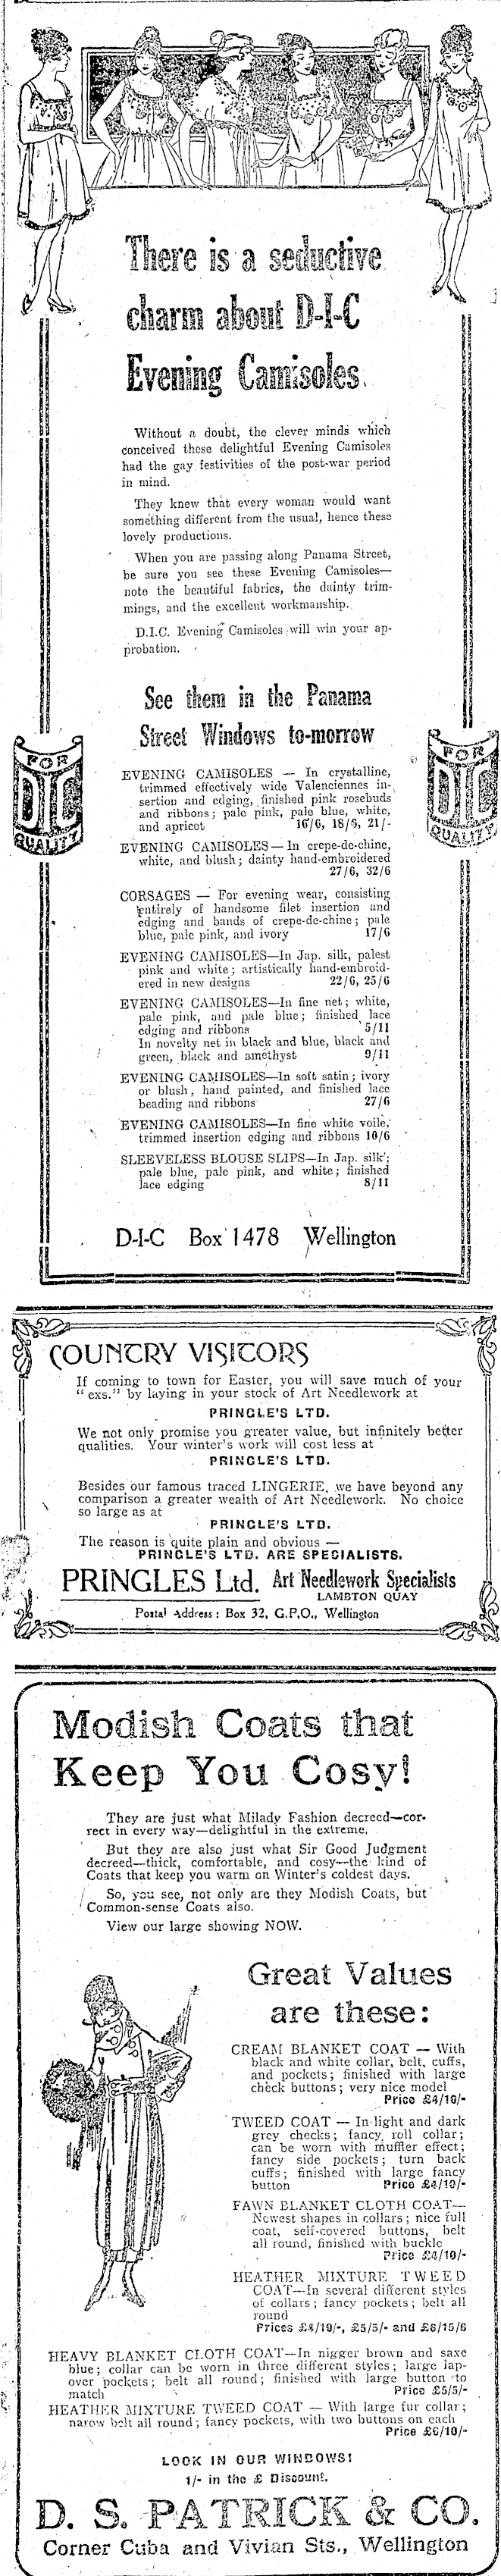 There is a seductive
charm about D-I-C
Evening Camisoles.
Without a doubt, the clever minds which
conceived these delightful Evening Camisoles
had the gay festivities of the post-war period
in mind.
They knew that every woman would want
something different from the usual, hence these
lovely productions.
When you are passing along Panama Street,
be sure you see these Evening Camisoles—
note the beautiful fabrics, the dainty trim-
mings, and the excellent workmanship.
D.I.C. Evening Camisoles will win your ap-
probation.
See them in the Panama
Street Windows to-morrow
FOR
DIC
QUALITY
FOR
DIC
QUALITY
EVENING CAMISOLES — In crystalline,
trimmed effectively wide Valenciennes in-
sertion and edging, finished pink rosebuds
and ribbons; pale pink, pale blue, white,
and apricot 16/6, 18/6, 21/-
EVENING CAMISOLES—In crepe-de-chine,
white, and blush; dainty hand-embroidered
27/6, 32/6
CORSAGES — For evening wear, consisting
entirely of handsome filet insertion and
edging and bands of crepe-de-chine; pale
blue, pale pink, and ivory 17/6
EVENING CAMISOLES—In Jap. silk, palest
pink and white; artistically hand-embroid-
ered in new designs 22/6, 25/6
EVENING CAMISOLES—In fine net; white,
pale pink, and pale blue; finished lace
edging and ribbons 5/11
In novelty net in black and blue, black and
green, black and amethyst 9/11
EVENING CAMISOLES—In soft satin; ivory
or blush, hand painted, and finished lace
beading and ribbons 27/6
EVENING CAMISOLES—In fine white voile,
trimmed insertion edging and ribbons 10/6
SLEEVELESS BLOUSE SLIPS—In Jap. silk;
pale blue, pale pink, and white; finished
lace edging 8/11
D-I-C Box 1478 Wellington
COUNTRY VISITORS
If coming to town for Easter, you will save much of your
"exs." by laying in your stock of Art Needlework at
PRINGLE'S LTD.
We not only promise you greater value, but infinitely better
qualities. Your winter's work will cost less at
PRINGLE'S LTD.
Besides our famous traced LINGERIE, we have beyond any
comparison a greater wealth of Art Needlework. No choice
so large as at
PRINGLE'S LTD.
The reason is quite plain and obvious —
PRINGLE'S LTD. ARE SPECIALISTS.
PRINGLES Ltd. Art Needlework Specialists
LAMBTON QUAY
Postal Address: Box 32, G.P.O., Wellington
Modish Coats that
Keep You Cosy!
They are just what Milady Fashion decreed—cor-
rect in every way—delightful in the extreme.
But they are also just what Sir Good Judgment
decreed—thick, comfortable, and cosy—the kind of
Coats that keep you warm on Winter's coldest days.
So, you see, not only are they Modish Coats, but
Common-sense Coats also.
View our large showing NOW.
Great Values
are these:
CREAM BLANKET COAT — With
black and white collar, belt, cuffs,
and pockets; finished with large
check buttons; very nice model
Price £4/10/-
TWEED COAT — In light and dark
grey checks; fancy roll collar;
can be worn with muffler effect;
fancy side pockets; turn back
cuffs; finished with large fancy
button Price £4/10/-
FAWN BLANKET CLOTH COAT—
Newest shapes in collars; nice full
coat, self-covered buttons, belt
all round, finished with buckle
Price £4/10/-
HEATHER MIXTURE TWEED
COAT—In several different styles
of collars; fancy pockets; belt all
round
Prices £4/10/-, £5/5/- and £6/15/6
HEAVY BLANKET CLOTH COAT—In nigger brown and saxe
blue; collar can be worn in three different styles; large lap-
over pockets; belt all round; finished with large button to
match Price £5/5/-
HEATHER MIXTURE TWEED COAT — With large fur collar;
narow belt all round; fancy pockets, with two buttons on each
Price £6/10/-
LOOK IN OUR WINDOWS!
1/- in the £ Discount.
D. S. PATRICK & CO.
Corner Cuba and Vivian Sts., Wellington